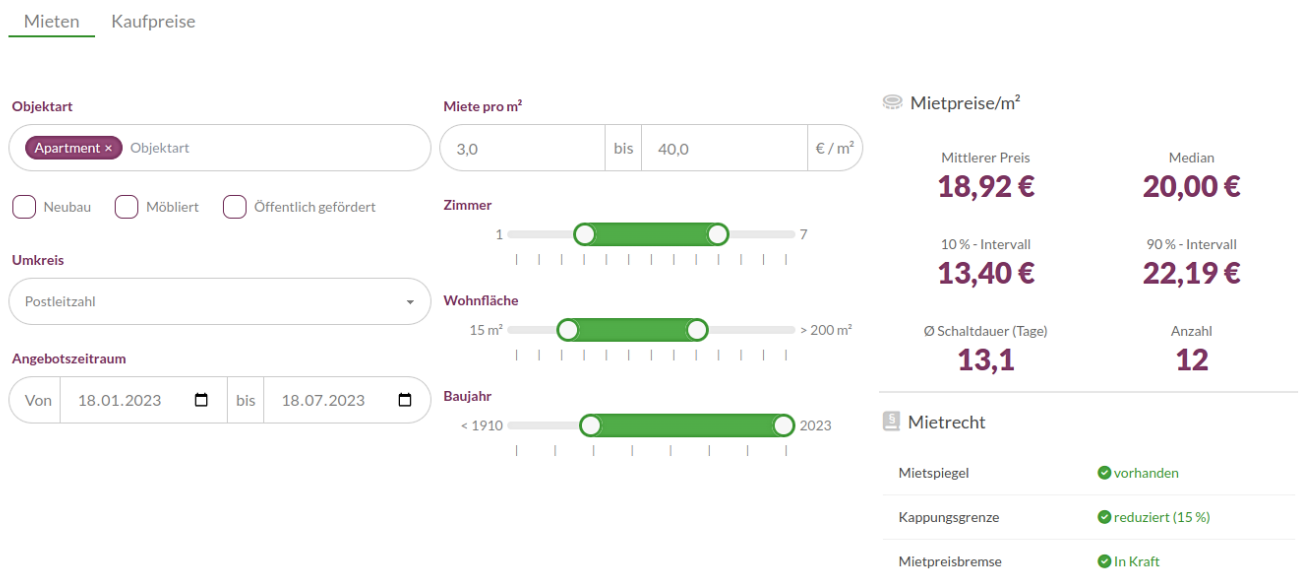 Mieten Kaufpreise
Objektart
Apartment × Objektart
Neubau Möbliert Öffentlich gefördert
Umkreis
Postleitzahl
Angebotszeitraum
Von 18.01.2023 bis 18.07.2023
Miete pro m²
3,0 bis 40,0 € / m²
Zimmer
1 7
Wohnfläche
15 m² > 200 m²
Baujahr
< 1910 2023
Mietpreise/m²
Mittlerer Preis Median
18,92 € 20,00 €
10 % - Intervall 90 % - Intervall
13,40 € 22,19 €
Ø Schaltdauer (Tage) Anzahl
13,1 12
§ Mietrecht
Mietspiegel vorhanden
Kappungsgrenze reduziert (15 %)
Mietpreisbremse In Kraft